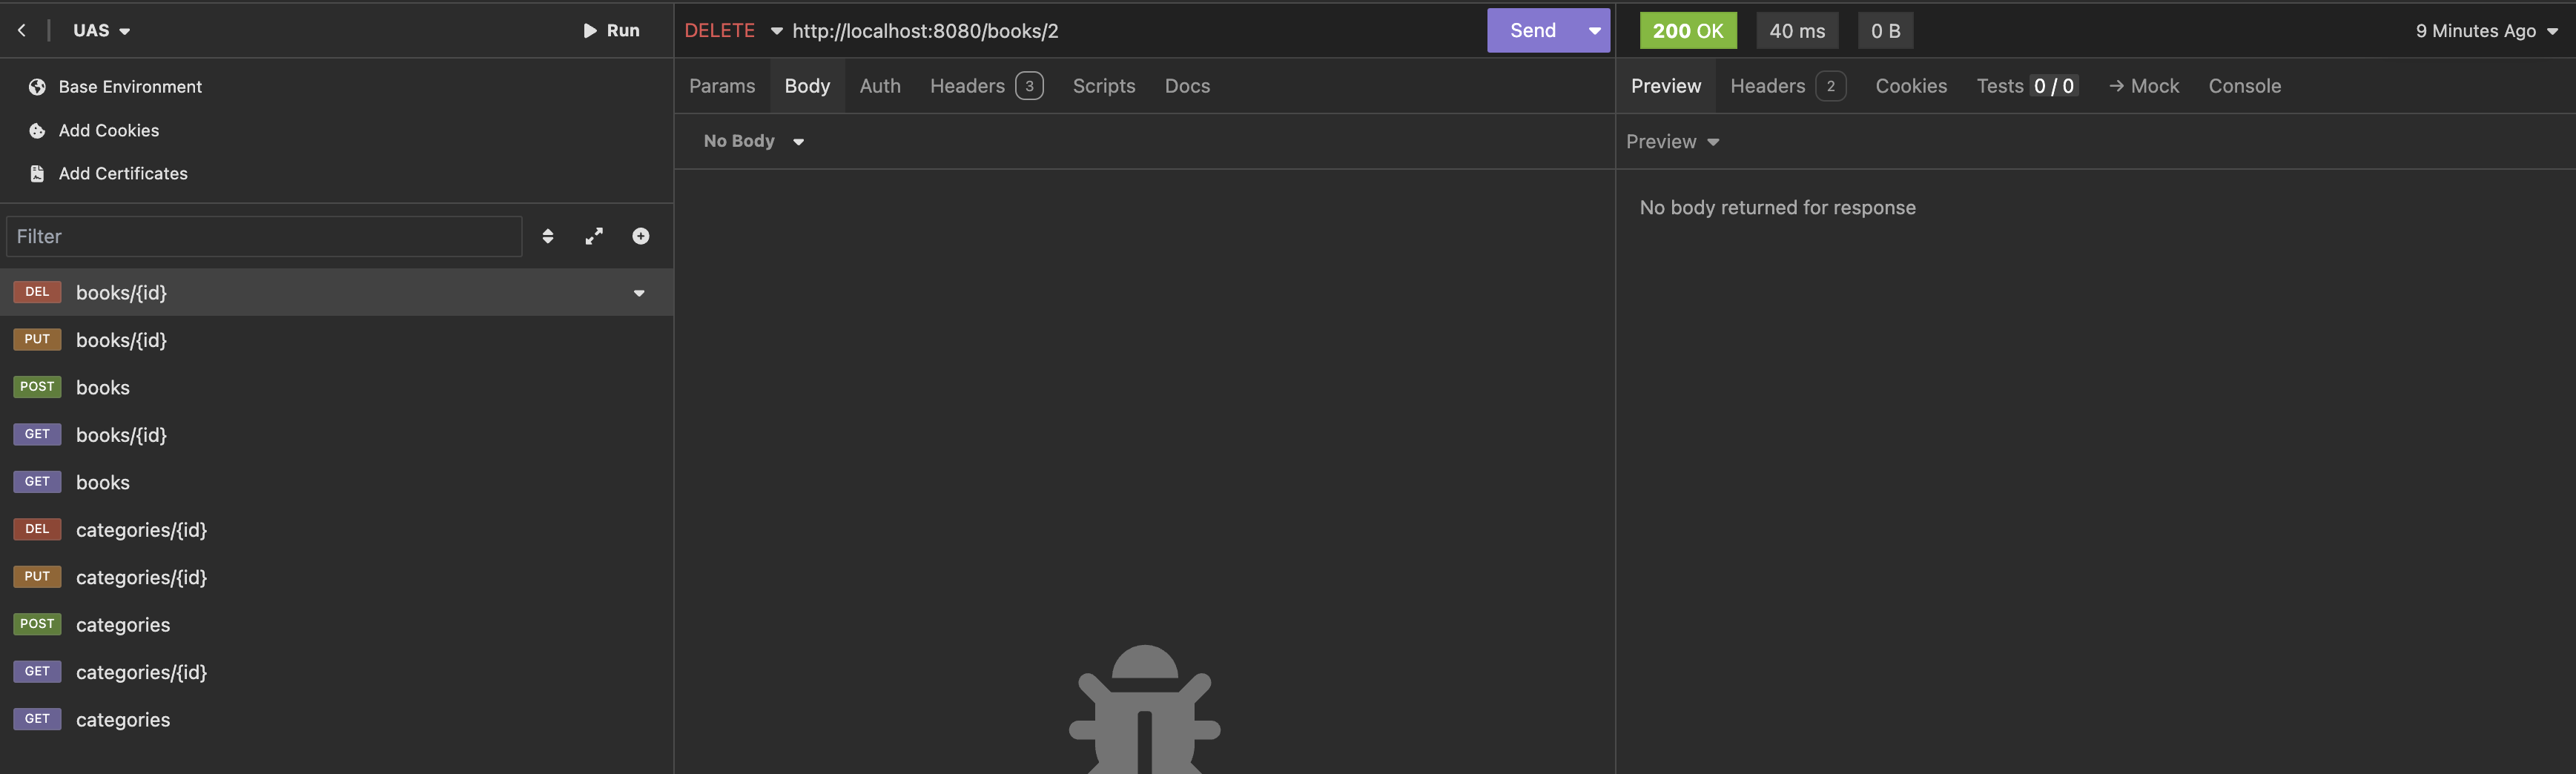 UAS
Run
Base Environment
Add Cookies
Add Certificates
Filter
DEL books/{id}
PUT books/{id}
POST books
GET books/{id}
GET books
DEL categories/{id}
PUT categories/{id}
POST categories
GET categories/{id}
GET categories
DELETE http://localhost:8080/books/2 Send
Params Body Auth Headers 3 Scripts Docs
No Body
200 OK 40 ms 0 B 9 Minutes Ago
Preview Headers 2 Cookies Tests 0 / 0 → Mock Console
Preview
No body returned for response